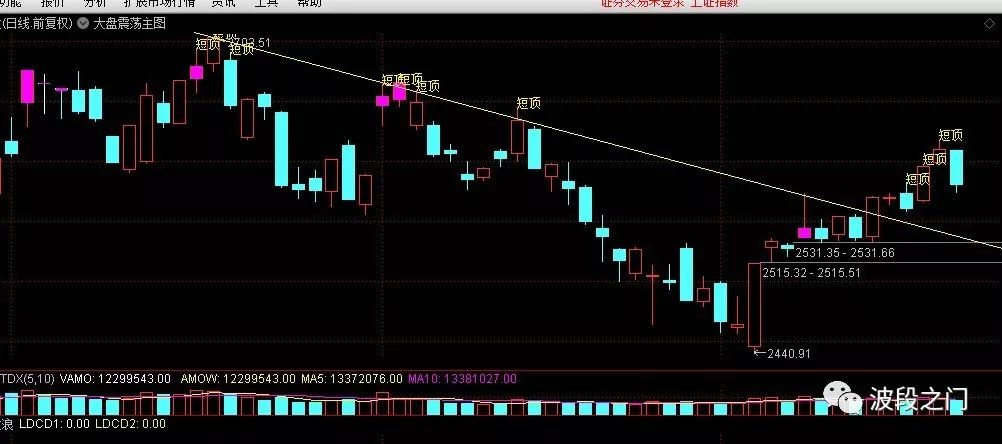 功能 报价 分析 扩展市场行情 资讯 工具 帮助 证券交易未登录 上证指数
(日线.前复权) 大盘震荡主图
短顶 2703.51
短顶
短顶 短顶
短顶
短顶
短顶
短顶
短顶
2531.35 - 2531.66
2515.32 - 2515.51
←2440.91
TDX(5,10) VAMO: 12299543.00 AMOW: 12299543.00 MA5: 13372076.00 MA10: 13381027.00
波段之门
浪 LDCD1: 0.00 LDCD2: 0.00